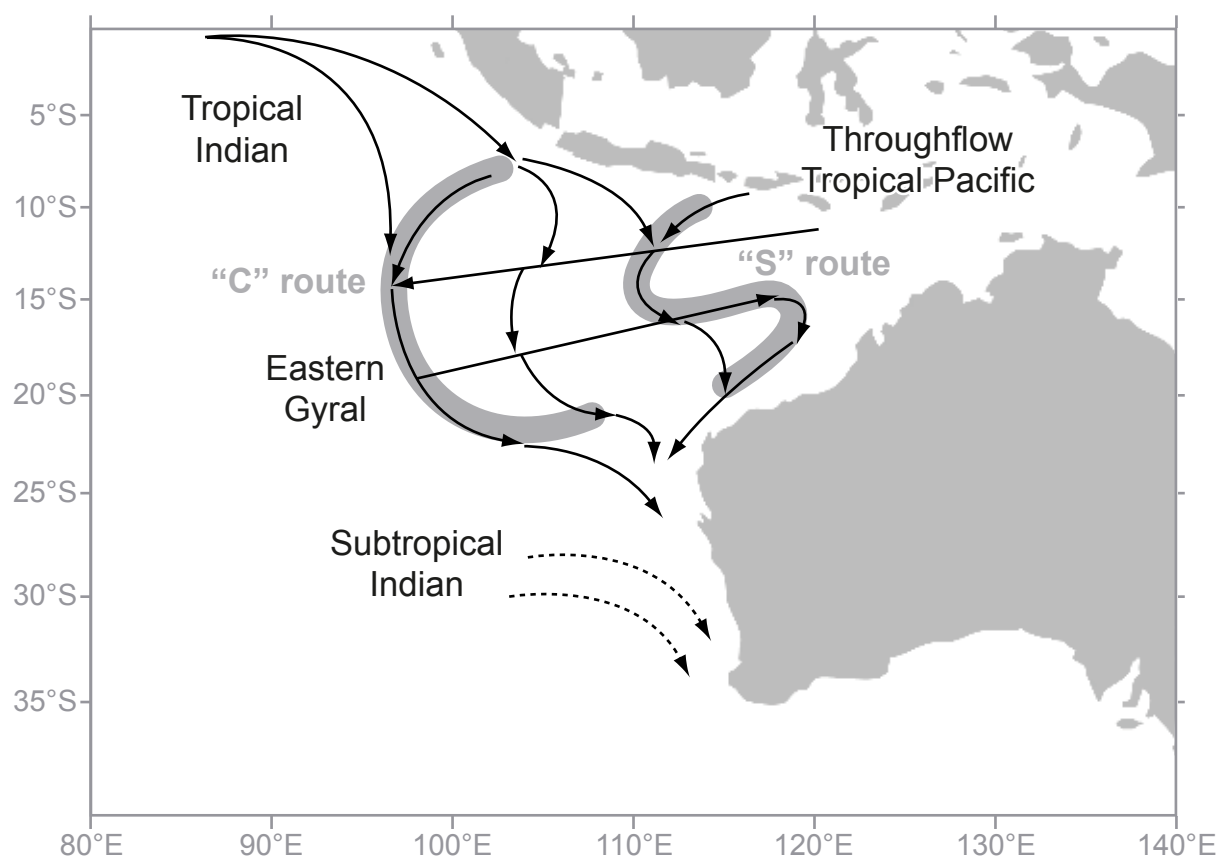 Tropical
Indian
Throughflow
Tropical Pacific
“C” route
“S” route
Eastern
Gyral
Subtropical
Indian
5°S
10°S
15°S
20°S
25°S
30°S
35°S
80°E
90°E
100°E
110°E
120°E
130°E
140°E